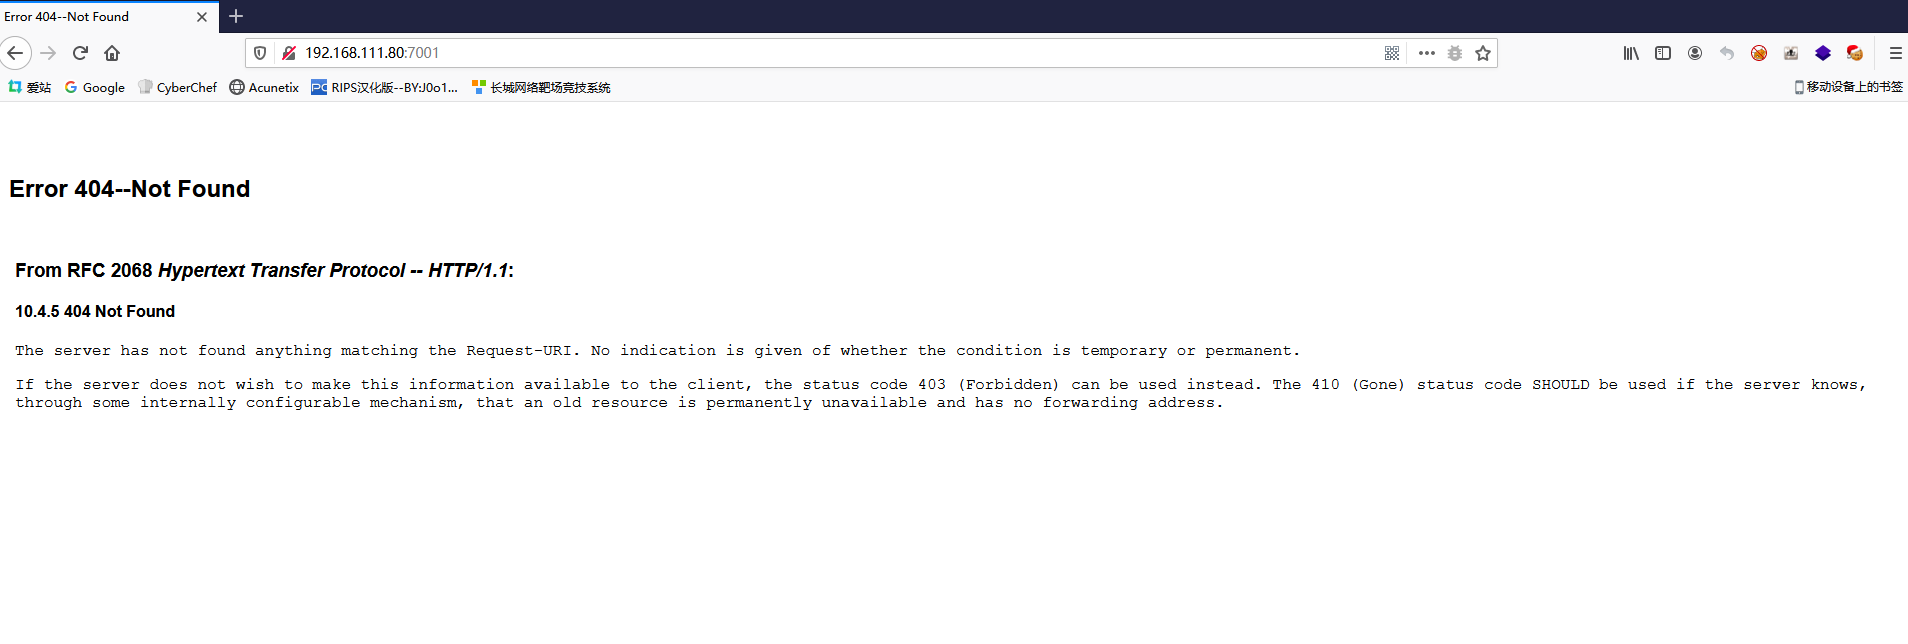 Error 404--Not Found
192.168.111.80:7001
爱站 Google CyberChef Acunetix RIPS汉化版--BY:J0o1... 长城网络靶场竞技系统 移动设备上的书签
Error 404--Not Found
From RFC 2068 Hypertext Transfer Protocol -- HTTP/1.1:
10.4.5 404 Not Found
The server has not found anything matching the Request-URI. No indication is given of whether the condition is temporary or permanent.
If the server does not wish to make this information available to the client, the status code 403 (Forbidden) can be used instead. The 410 (Gone) status code SHOULD be used if the server knows,
through some internally configurable mechanism, that an old resource is permanently unavailable and has no forwarding address.